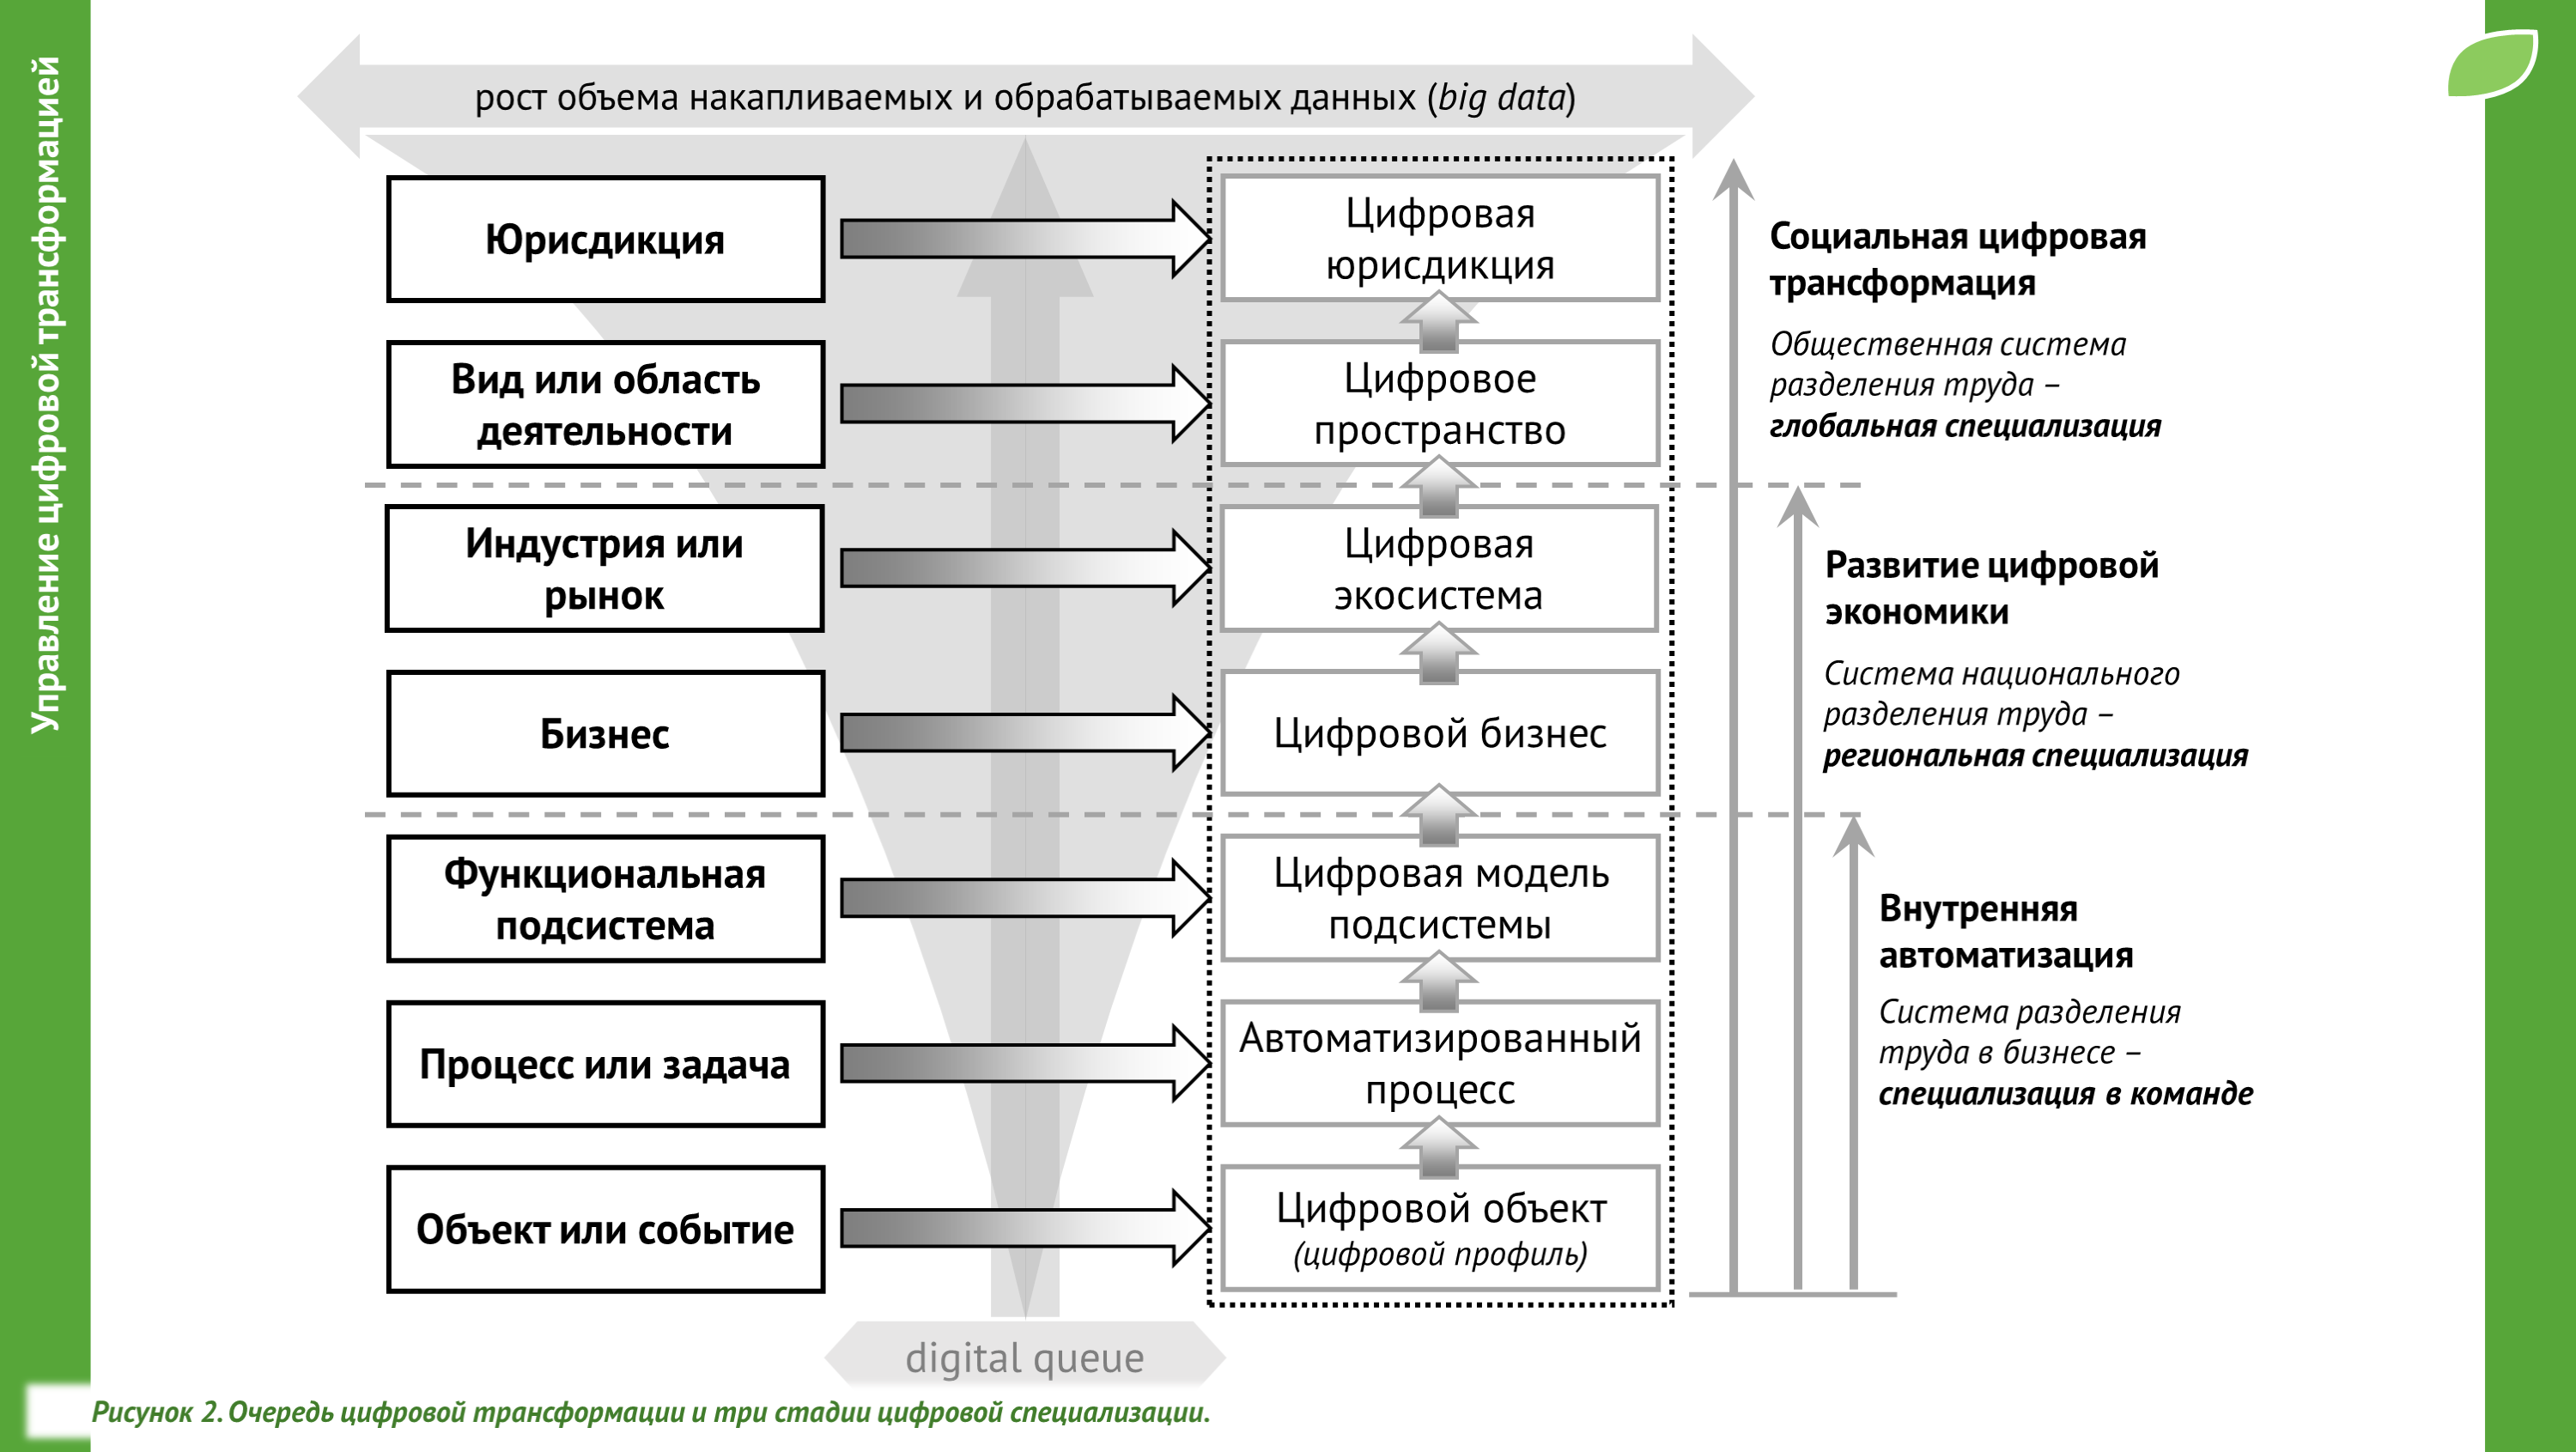 Управление цифровой трансформацией
рост объема накапливаемых и обрабатываемых данных (big data)
Юрисдикция
Цифровая
юрисдикция
Вид или область
деятельности
Цифровое
пространство
Индустрия или
рынок
Цифровая
экосистема
Бизнес
Цифровой бизнес
Функциональная
подсистема
Цифровая модель
подсистемы
Процесс или задача
Автоматизированный
процесс
Объект или событие
Цифровой объект
(цифровой профиль)
Социальная цифровая
трансформация
Общественная система
разделения труда –
глобальная специализация
Развитие цифровой
экономики
Система национального
разделения труда –
региональная специализация
Внутренняя
автоматизация
Система разделения
труда в бизнесе –
специализация в команде
digital queue
Рисунок 2. Очередь цифровой трансформации и три стадии цифровой специализации.